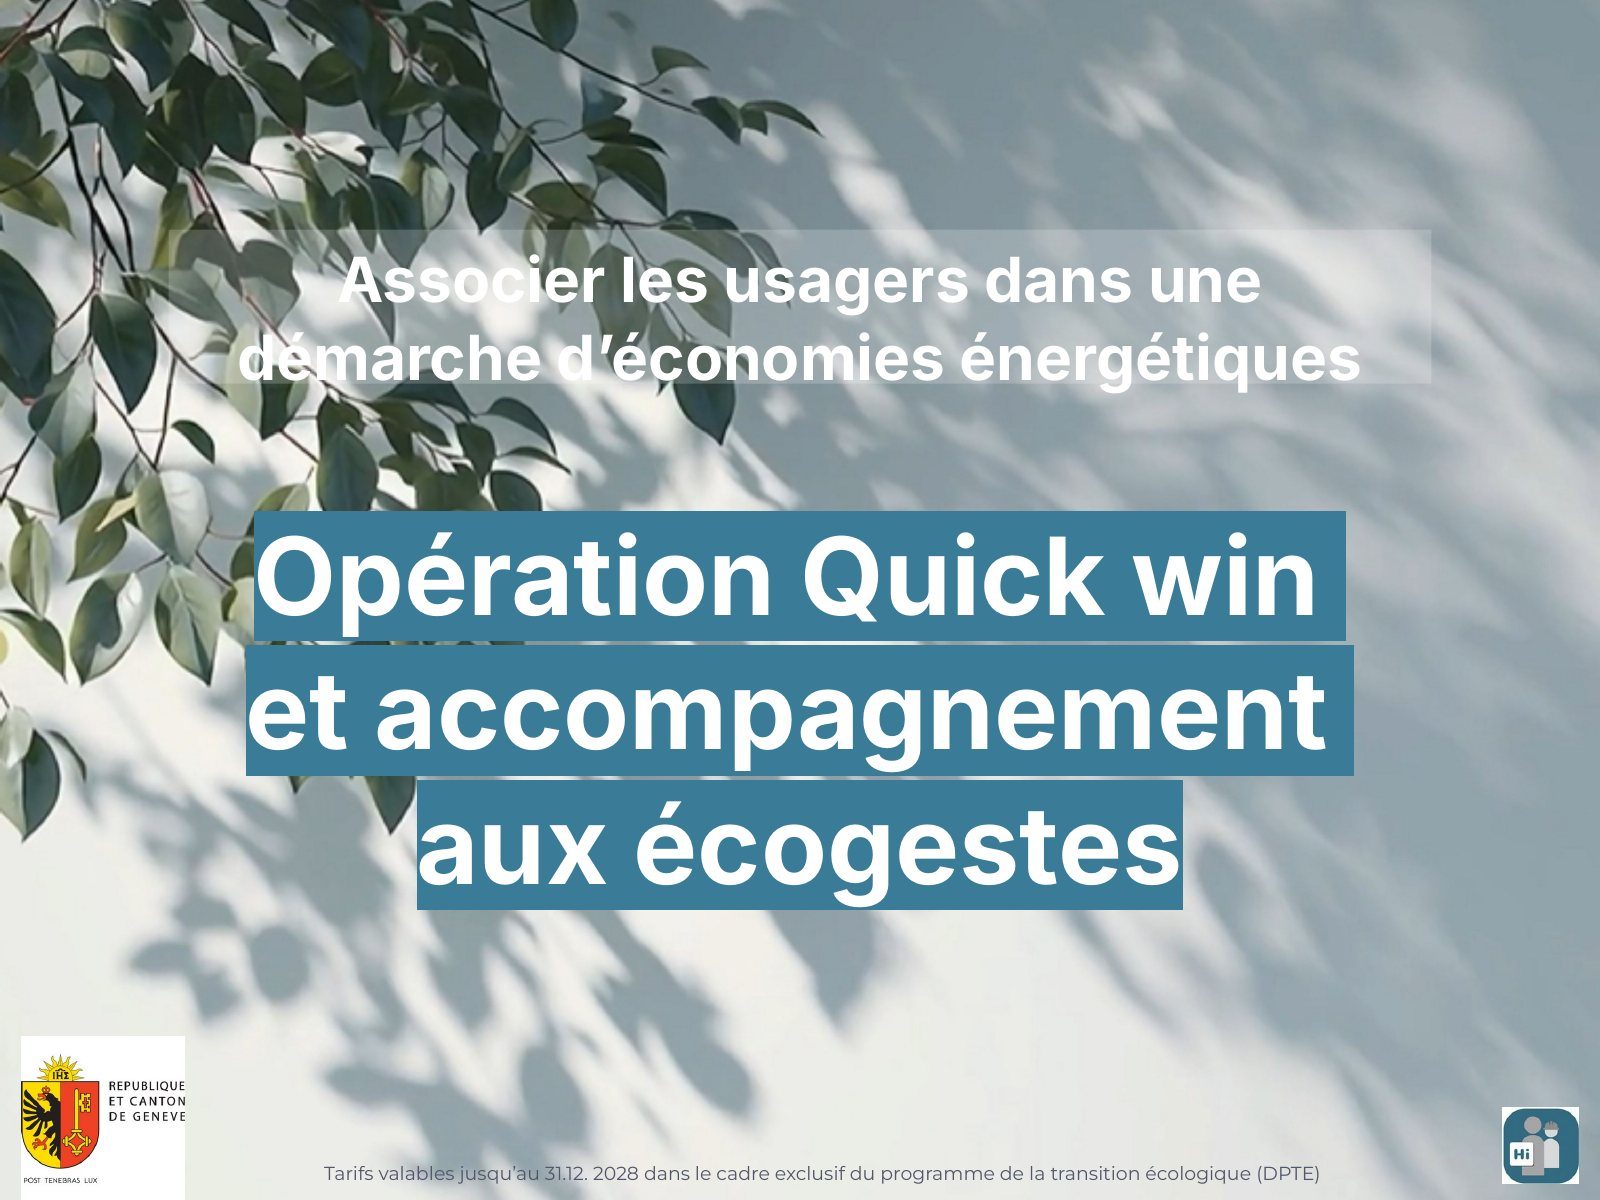 Associer les usagers dans une
démarche d’économies énergétiques
Opération Quick win
et accompagnement
aux écogestes
REPUBLIQUE
ET CANTON
DE GENEVE
POST TENEBRAS LUX
Hi
Tarifs valables jusqu’au 31.12. 2028 dans le cadre exclusif du programme de la transition écologique (DPTE)